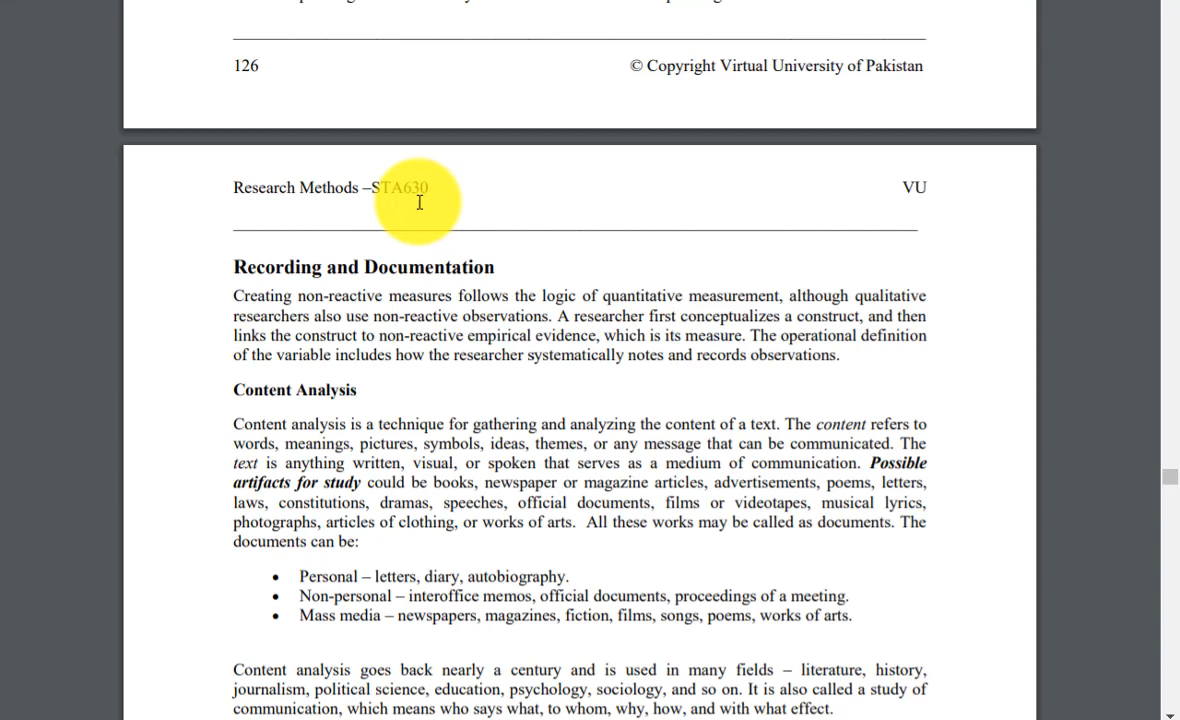 126 © Copyright Virtual University of Pakistan
Research Methods –STA630 VU
Recording and Documentation
Creating non-reactive measures follows the logic of quantitative measurement, although qualitative
researchers also use non-reactive observations. A researcher first conceptualizes a construct, and then
links the construct to non-reactive empirical evidence, which is its measure. The operational definition
of the variable includes how the researcher systematically notes and records observations.
Content Analysis
Content analysis is a technique for gathering and analyzing the content of a text. The content refers to
words, meanings, pictures, symbols, ideas, themes, or any message that can be communicated. The
text is anything written, visual, or spoken that serves as a medium of communication. Possible
artifacts for study could be books, newspaper or magazine articles, advertisements, poems, letters,
laws, constitutions, dramas, speeches, official documents, films or videotapes, musical lyrics,
photographs, articles of clothing, or works of arts. All these works may be called as documents. The
documents can be:
• Personal – letters, diary, autobiography.
• Non-personal – interoffice memos, official documents, proceedings of a meeting.
• Mass media – newspapers, magazines, fiction, films, songs, poems, works of arts.
Content analysis goes back nearly a century and is used in many fields – literature, history,
journalism, political science, education, psychology, sociology, and so on. It is also called a study of
communication, which means who says what, to whom, why, how, and with what effect.